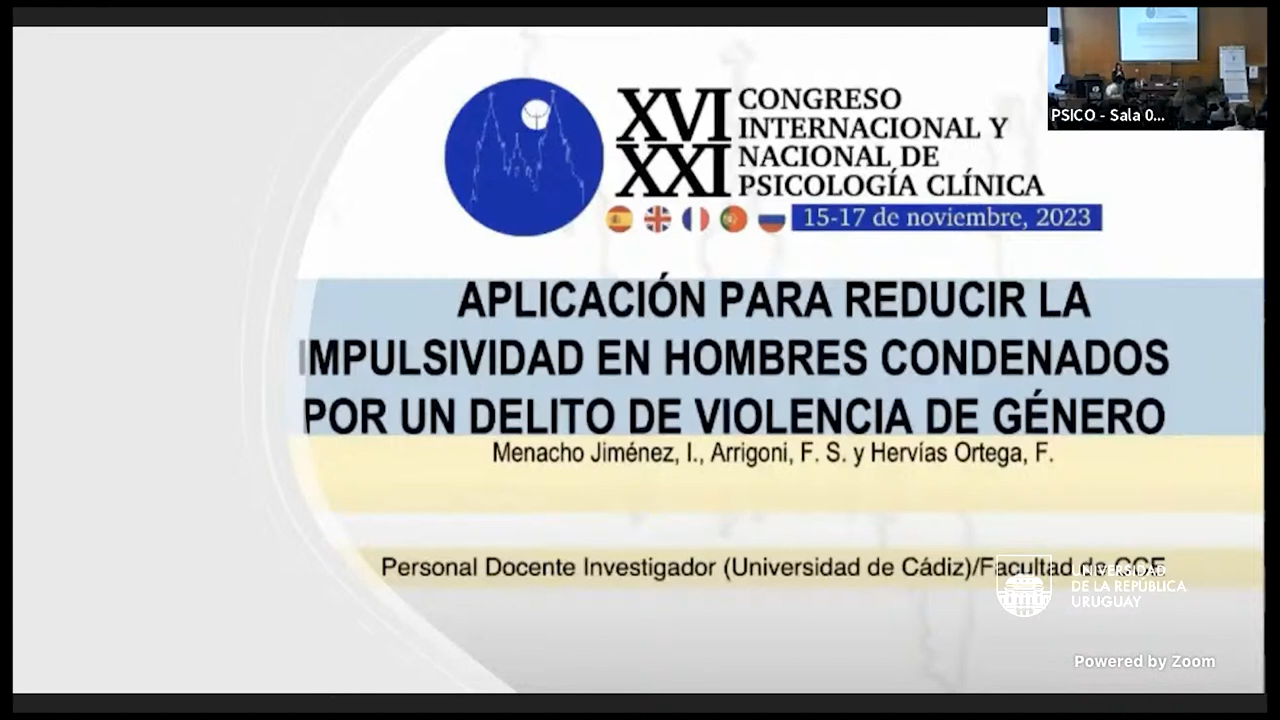 XVI
XXI
CONGRESO
INTERNACIONAL Y
NACIONAL DE
PSICOLOGÍA CLÍNICA
15-17 de noviembre, 2023
PSICO - Sala 0...
APLICACIÓN PARA REDUCIR LA
IMPULSIVIDAD EN HOMBRES CONDENADOS
POR UN DELITO DE VIOLENCIA DE GÉNERO
Menacho Jiménez, I., Arrigoni, F. S. y Hervías Ortega, F.
Personal Docente Investigador (Universidad de Cádiz)/Facultad de CCE
UNIVERSIDAD
DE LA REPÚBLICA
URUGUAY
Powered by Zoom